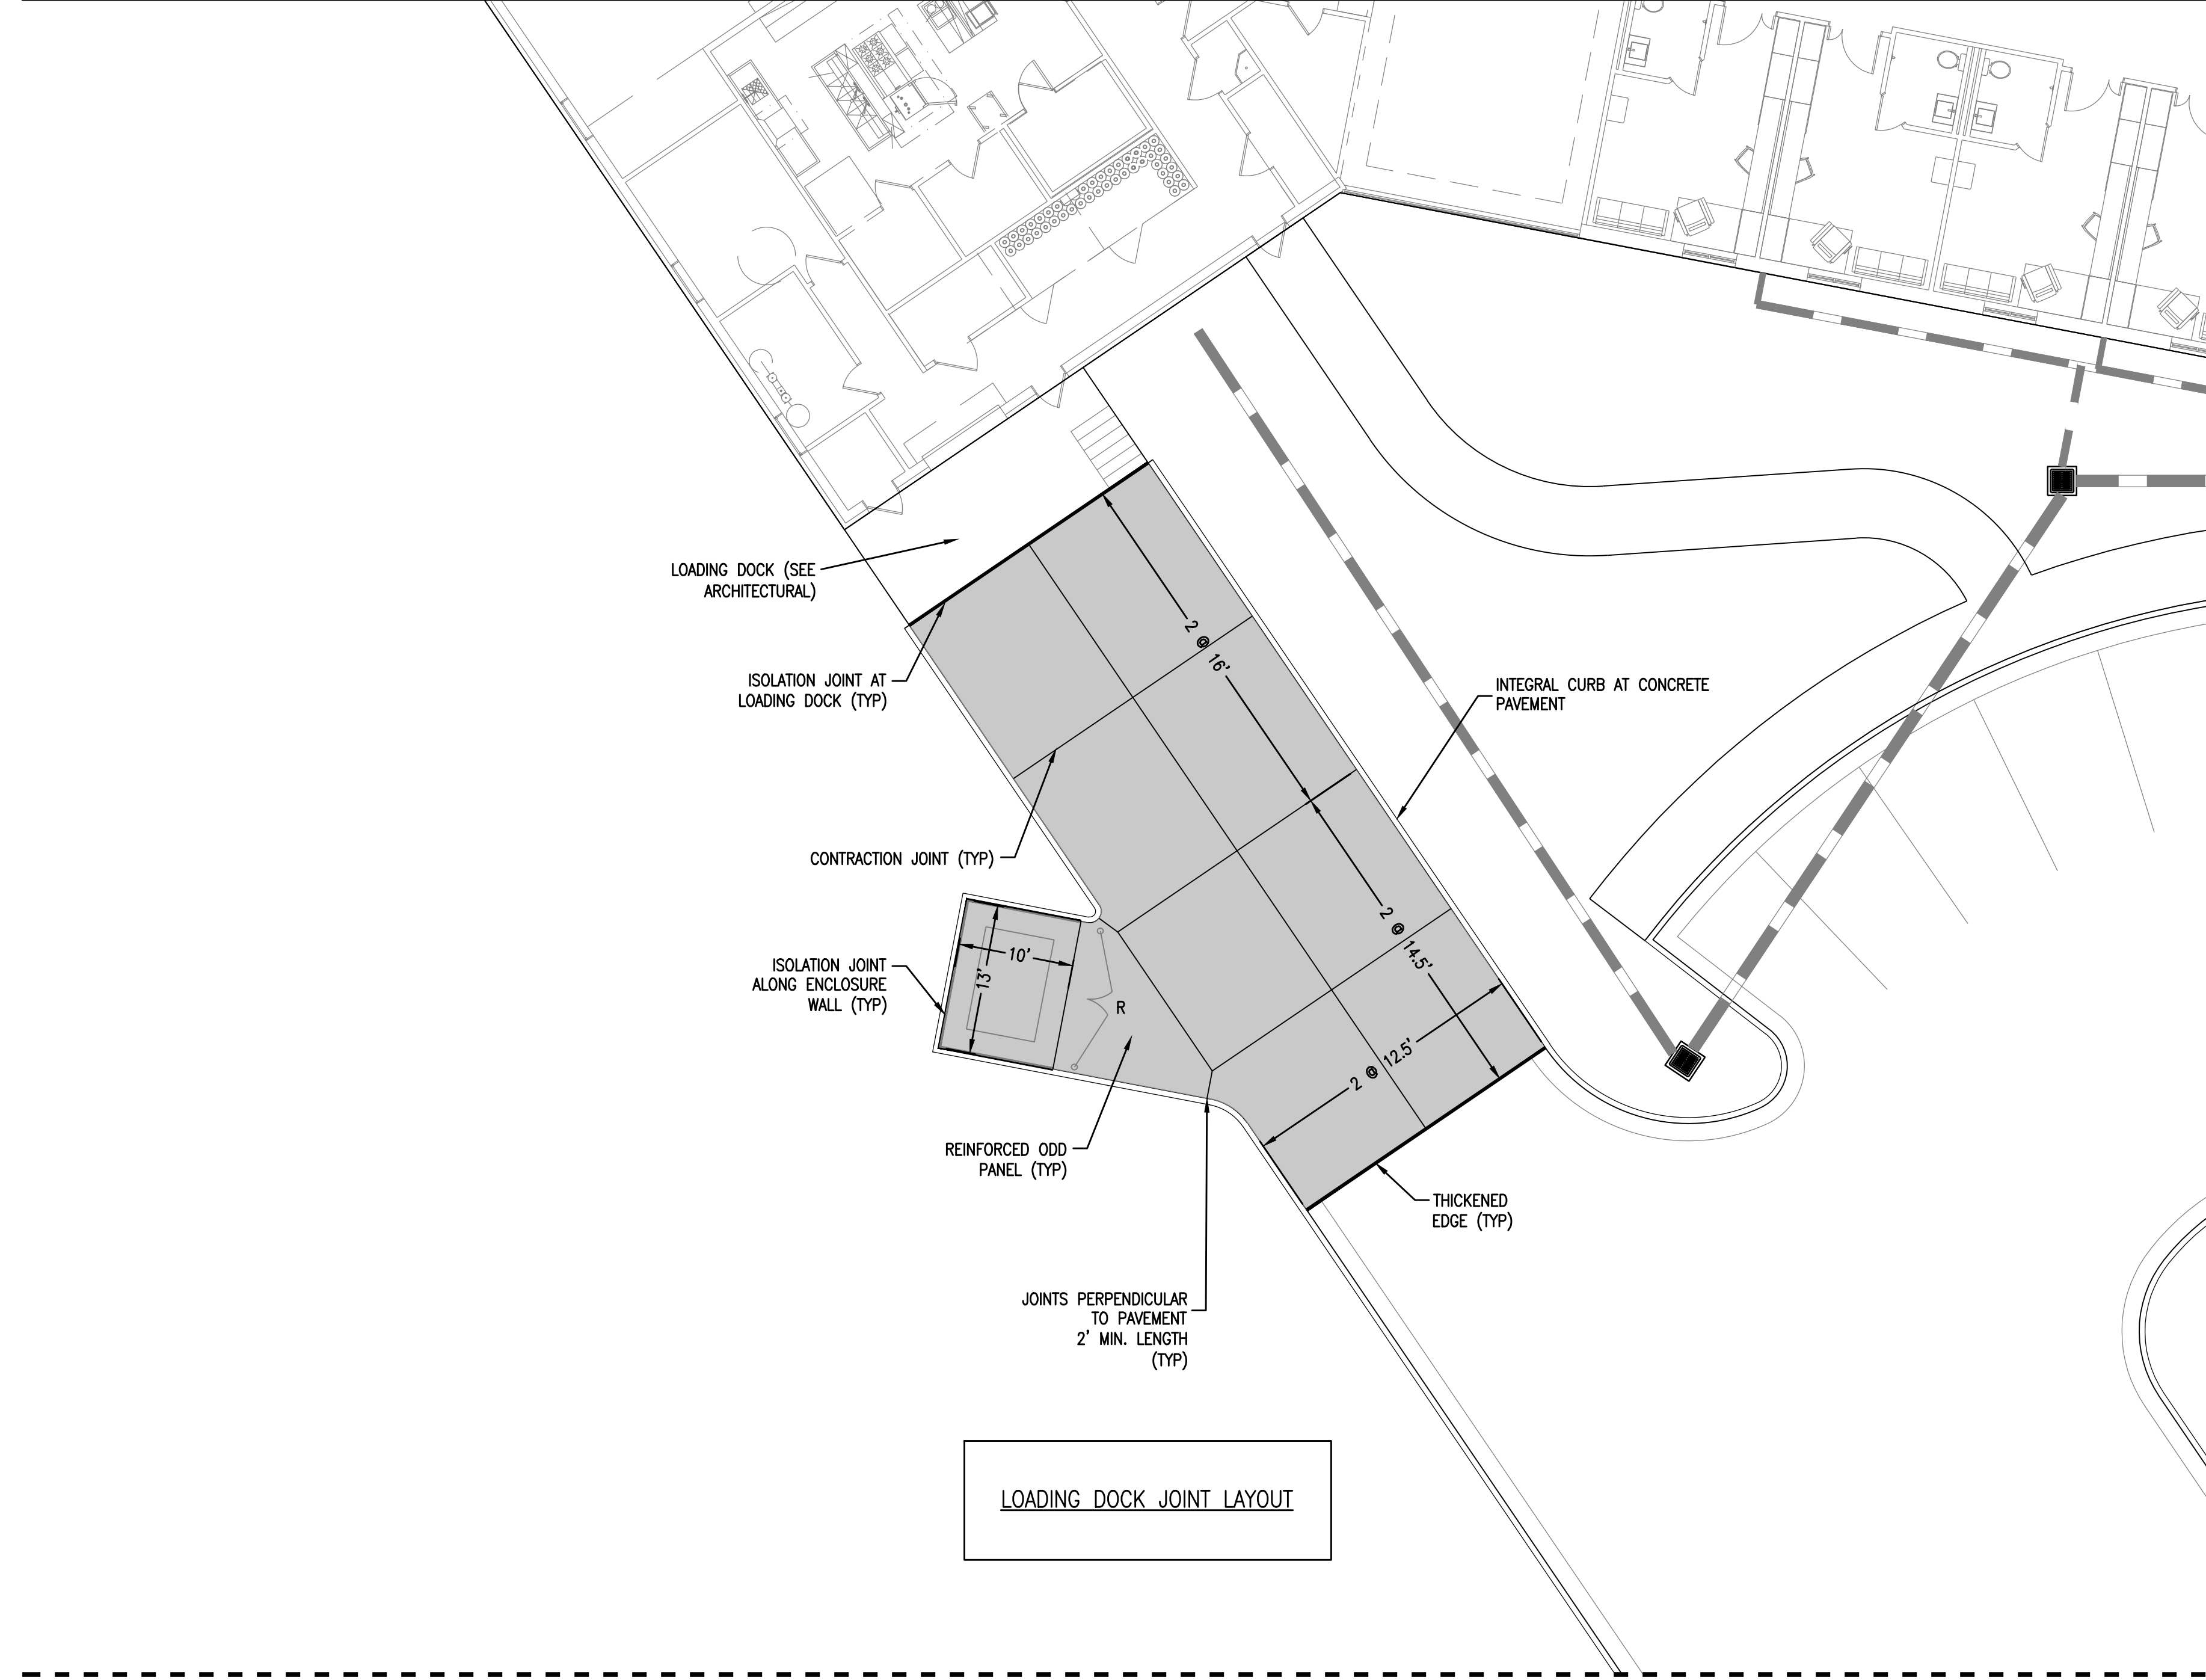 LOADING DOCK (SEE
ARCHITECTURAL)
2 @ 16'
ISOLATION JOINT AT
LOADING DOCK (TYP)
INTEGRAL CURB AT CONCRETE
PAVEMENT
CONTRACTION JOINT (TYP)
2 @ 14.5'
10'
13'
ISOLATION JOINT
ALONG ENCLOSURE
WALL (TYP)
R
2 @ 12.5'
REINFORCED ODD
PANEL (TYP)
THICKENED
EDGE (TYP)
JOINTS PERPENDICULAR
TO PAVEMENT
2' MIN. LENGTH
(TYP)
LOADING DOCK JOINT LAYOUT